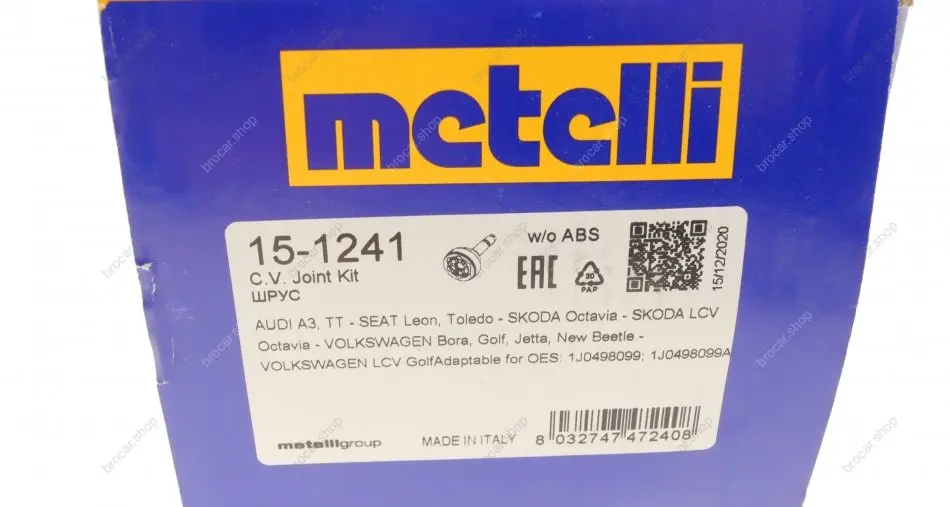 metelli
15-1241
C.V. Joint Kit
ШРУС
w/o ABS
EAC
20
PAP
15/12/2020
AUDI A3, TT - SEAT Leon, Toledo - SKODA Octavia - SKODA LCV
Octavia - VOLKSWAGEN Bora, Golf, Jetta, New Beetle -
VOLKSWAGEN LCV GolfAdaptable for OES: 1J0498099; 1J0498099A
metelligroup
MADE IN ITALY
8 032747 472408
brocar.shop